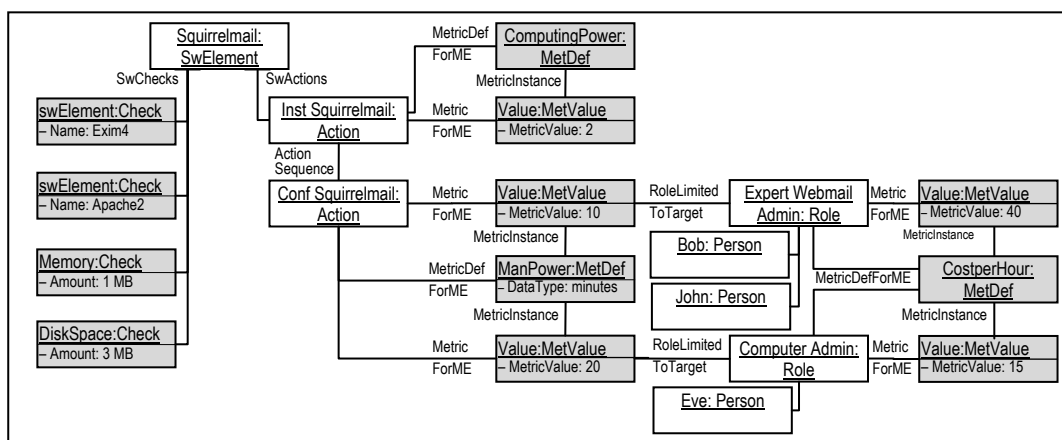 Squirrelmail:
SwElement
SwChecks
SwActions
swElement:Check
– Name: Exim4
swElement:Check
– Name: Apache2
Memory:Check
– Amount: 1 MB
DiskSpace:Check
– Amount: 3 MB
Inst Squirrelmail:
Action
Action
Sequence
Conf Squirrelmail:
Action
MetricDef
ForME
ComputingPower:
MetDef
MetricInstance
Metric
ForME
Value:MetValue
– MetricValue: 2
Metric
ForME
Value:MetValue
– MetricValue: 10
MetricInstance
MetricDef
ForME
ManPower:MetDef
– DataType: minutes
MetricInstance
Metric
ForME
Value:MetValue
– MetricValue: 20
RoleLimited
ToTarget
Expert Webmail
Admin: Role
Bob: Person
John: Person
RoleLimited
ToTarget
Computer Admin:
Role
Eve: Person
Metric
ForME
Value:MetValue
– MetricValue: 40
MetricInstance
MetricDefForME
CostperHour:
MetDef
MetricInstance
Metric
ForME
Value:MetValue
– MetricValue: 15